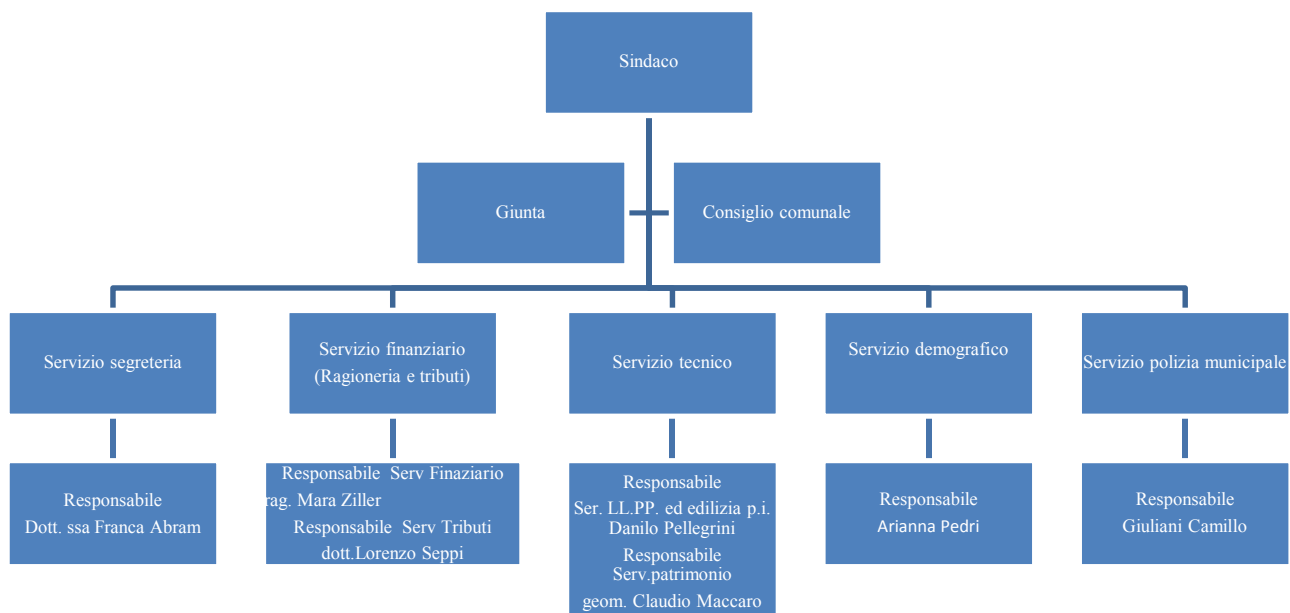 Sindaco
Giunta
Consiglio comunale
Servizio segreteria
Servizio finanziario
(Ragioneria e tributi)
Servizio tecnico
Servizio demografico
Servizio polizia municipale
Responsabile
Dott. ssa Franca Abram
Responsabile Serv Finaziario
rag. Mara Ziller
Responsabile Serv Tributi
dott.Lorenzo Seppi
Responsabile
Ser. LL.PP. ed edilizia p.i.
Danilo Pellegrini
Responsabile
Serv.patrimonio
geom. Claudio Maccaro
Responsabile
Arianna Pedri
Responsabile
Giuliani Camillo